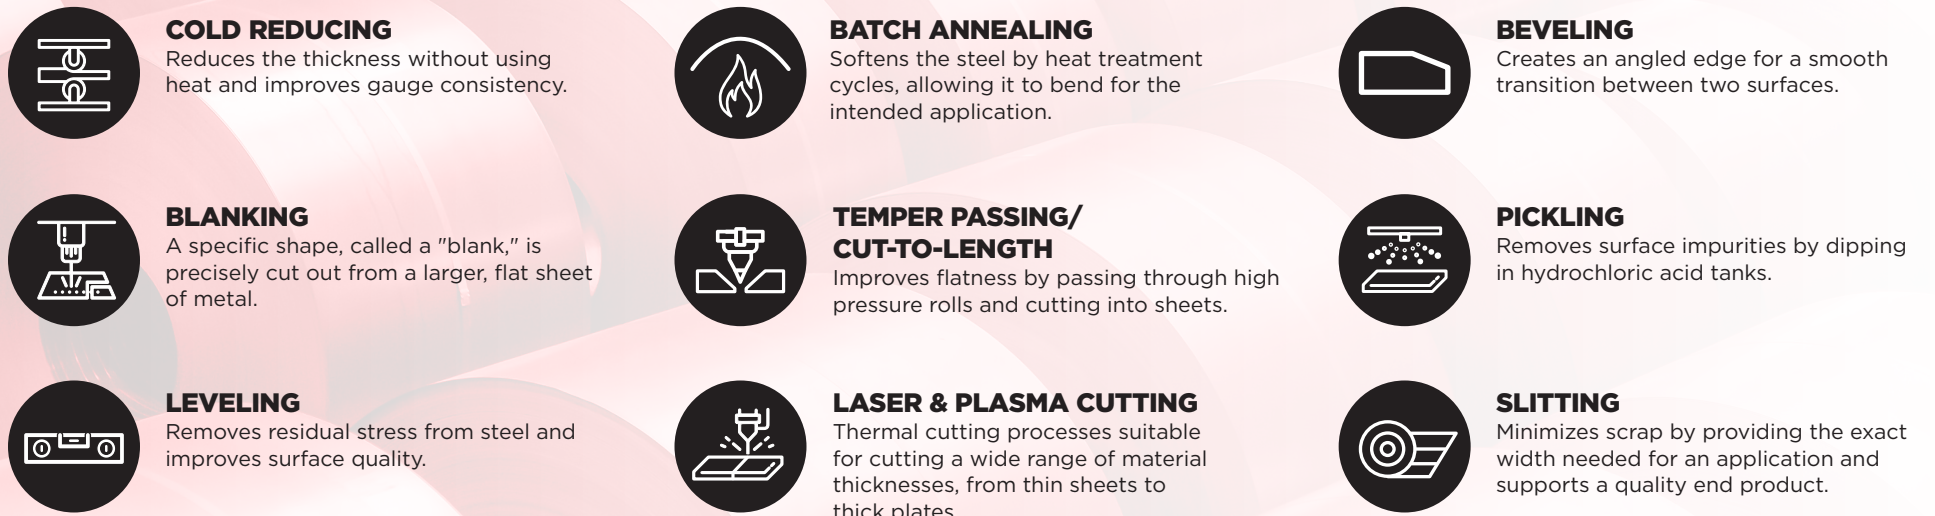 COLD REDUCING
Reduces the thickness without using
heat and improves gauge consistency.
BATCH ANNEALING
Softens the steel by heat treatment
cycles, allowing it to bend for the
intended application.
BEVELING
Creates an angled edge for a smooth
transition between two surfaces.
BLANKING
A specific shape, called a "blank," is
precisely cut out from a larger, flat sheet
of metal.
TEMPER PASSING/
CUT-TO-LENGTH
Improves flatness by passing through high
pressure rolls and cutting into sheets.
PICKLING
Removes surface impurities by dipping
in hydrochloric acid tanks.
LEVELING
Removes residual stress from steel and
improves surface quality.
LASER & PLASMA CUTTING
Thermal cutting processes suitable
for cutting a wide range of material
thicknesses, from thin sheets to
thick plates.
SLITTING
Minimizes scrap by providing the exact
width needed for an application and
supports a quality end product.